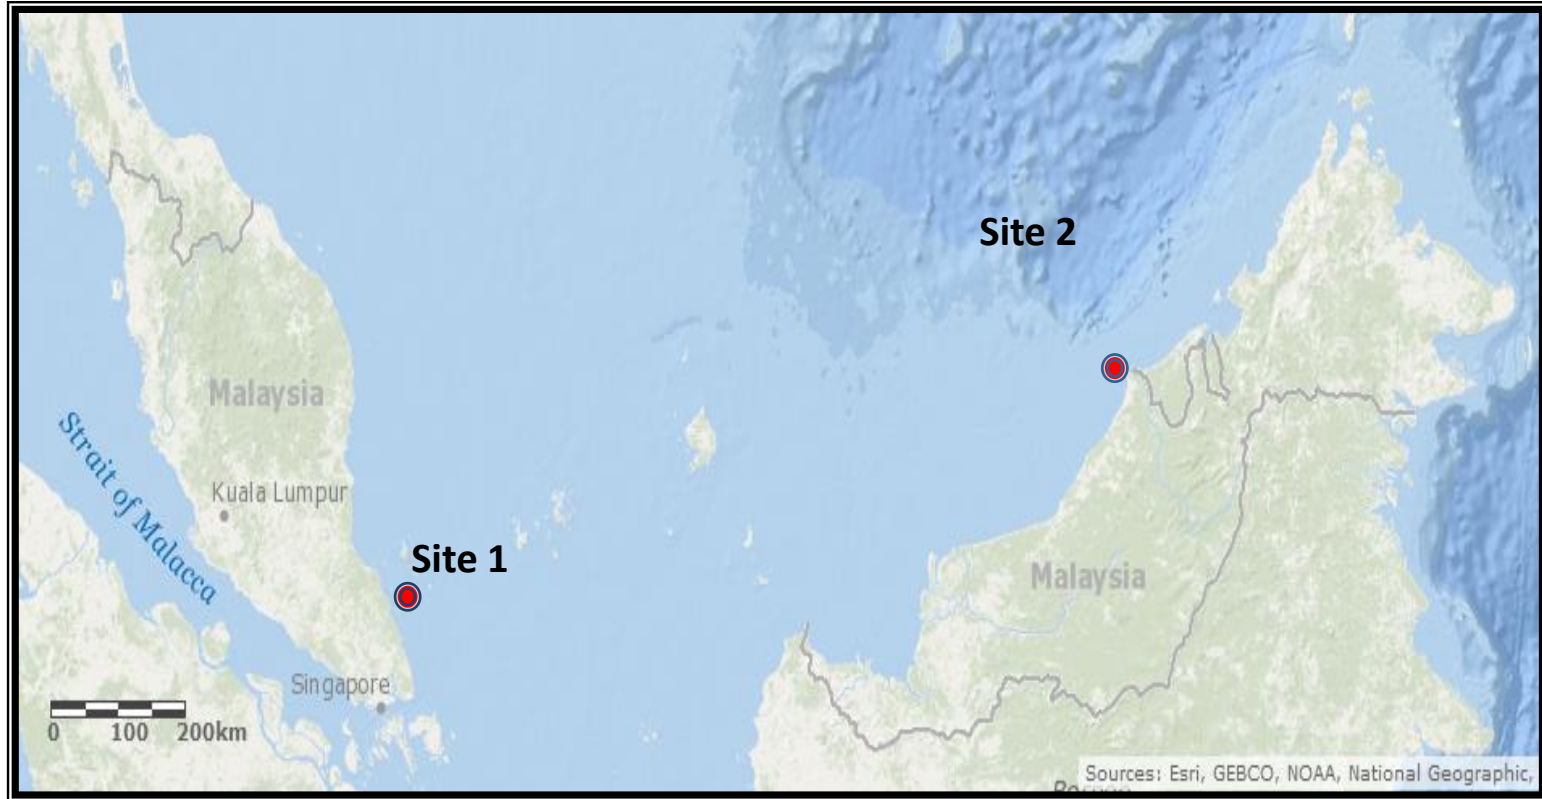 Site 2
Malaysia
Strait of Malacca
Kuala Lumpur
Site 1
Malaysia
Singapore
0 100 200km
Sources: Esri, GEBCO, NOAA, National Geographic,